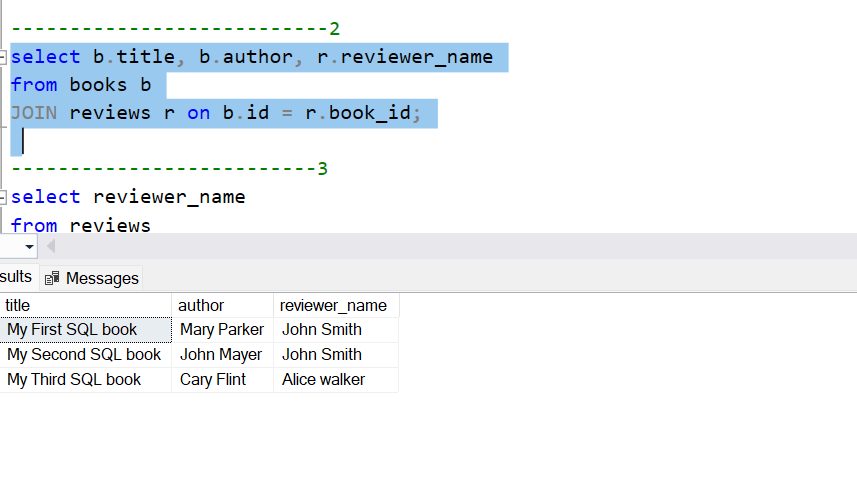 ---------------------------2
select b.title, b.author, r.reviewer_name
from books b
JOIN reviews r on b.id = r.book_id;
--------------------------3
select reviewer_name
from reviews
sults Messages
title author reviewer_name
My First SQL book Mary Parker John Smith
My Second SQL book John Mayer John Smith
My Third SQL book Cary Flint Alice walker